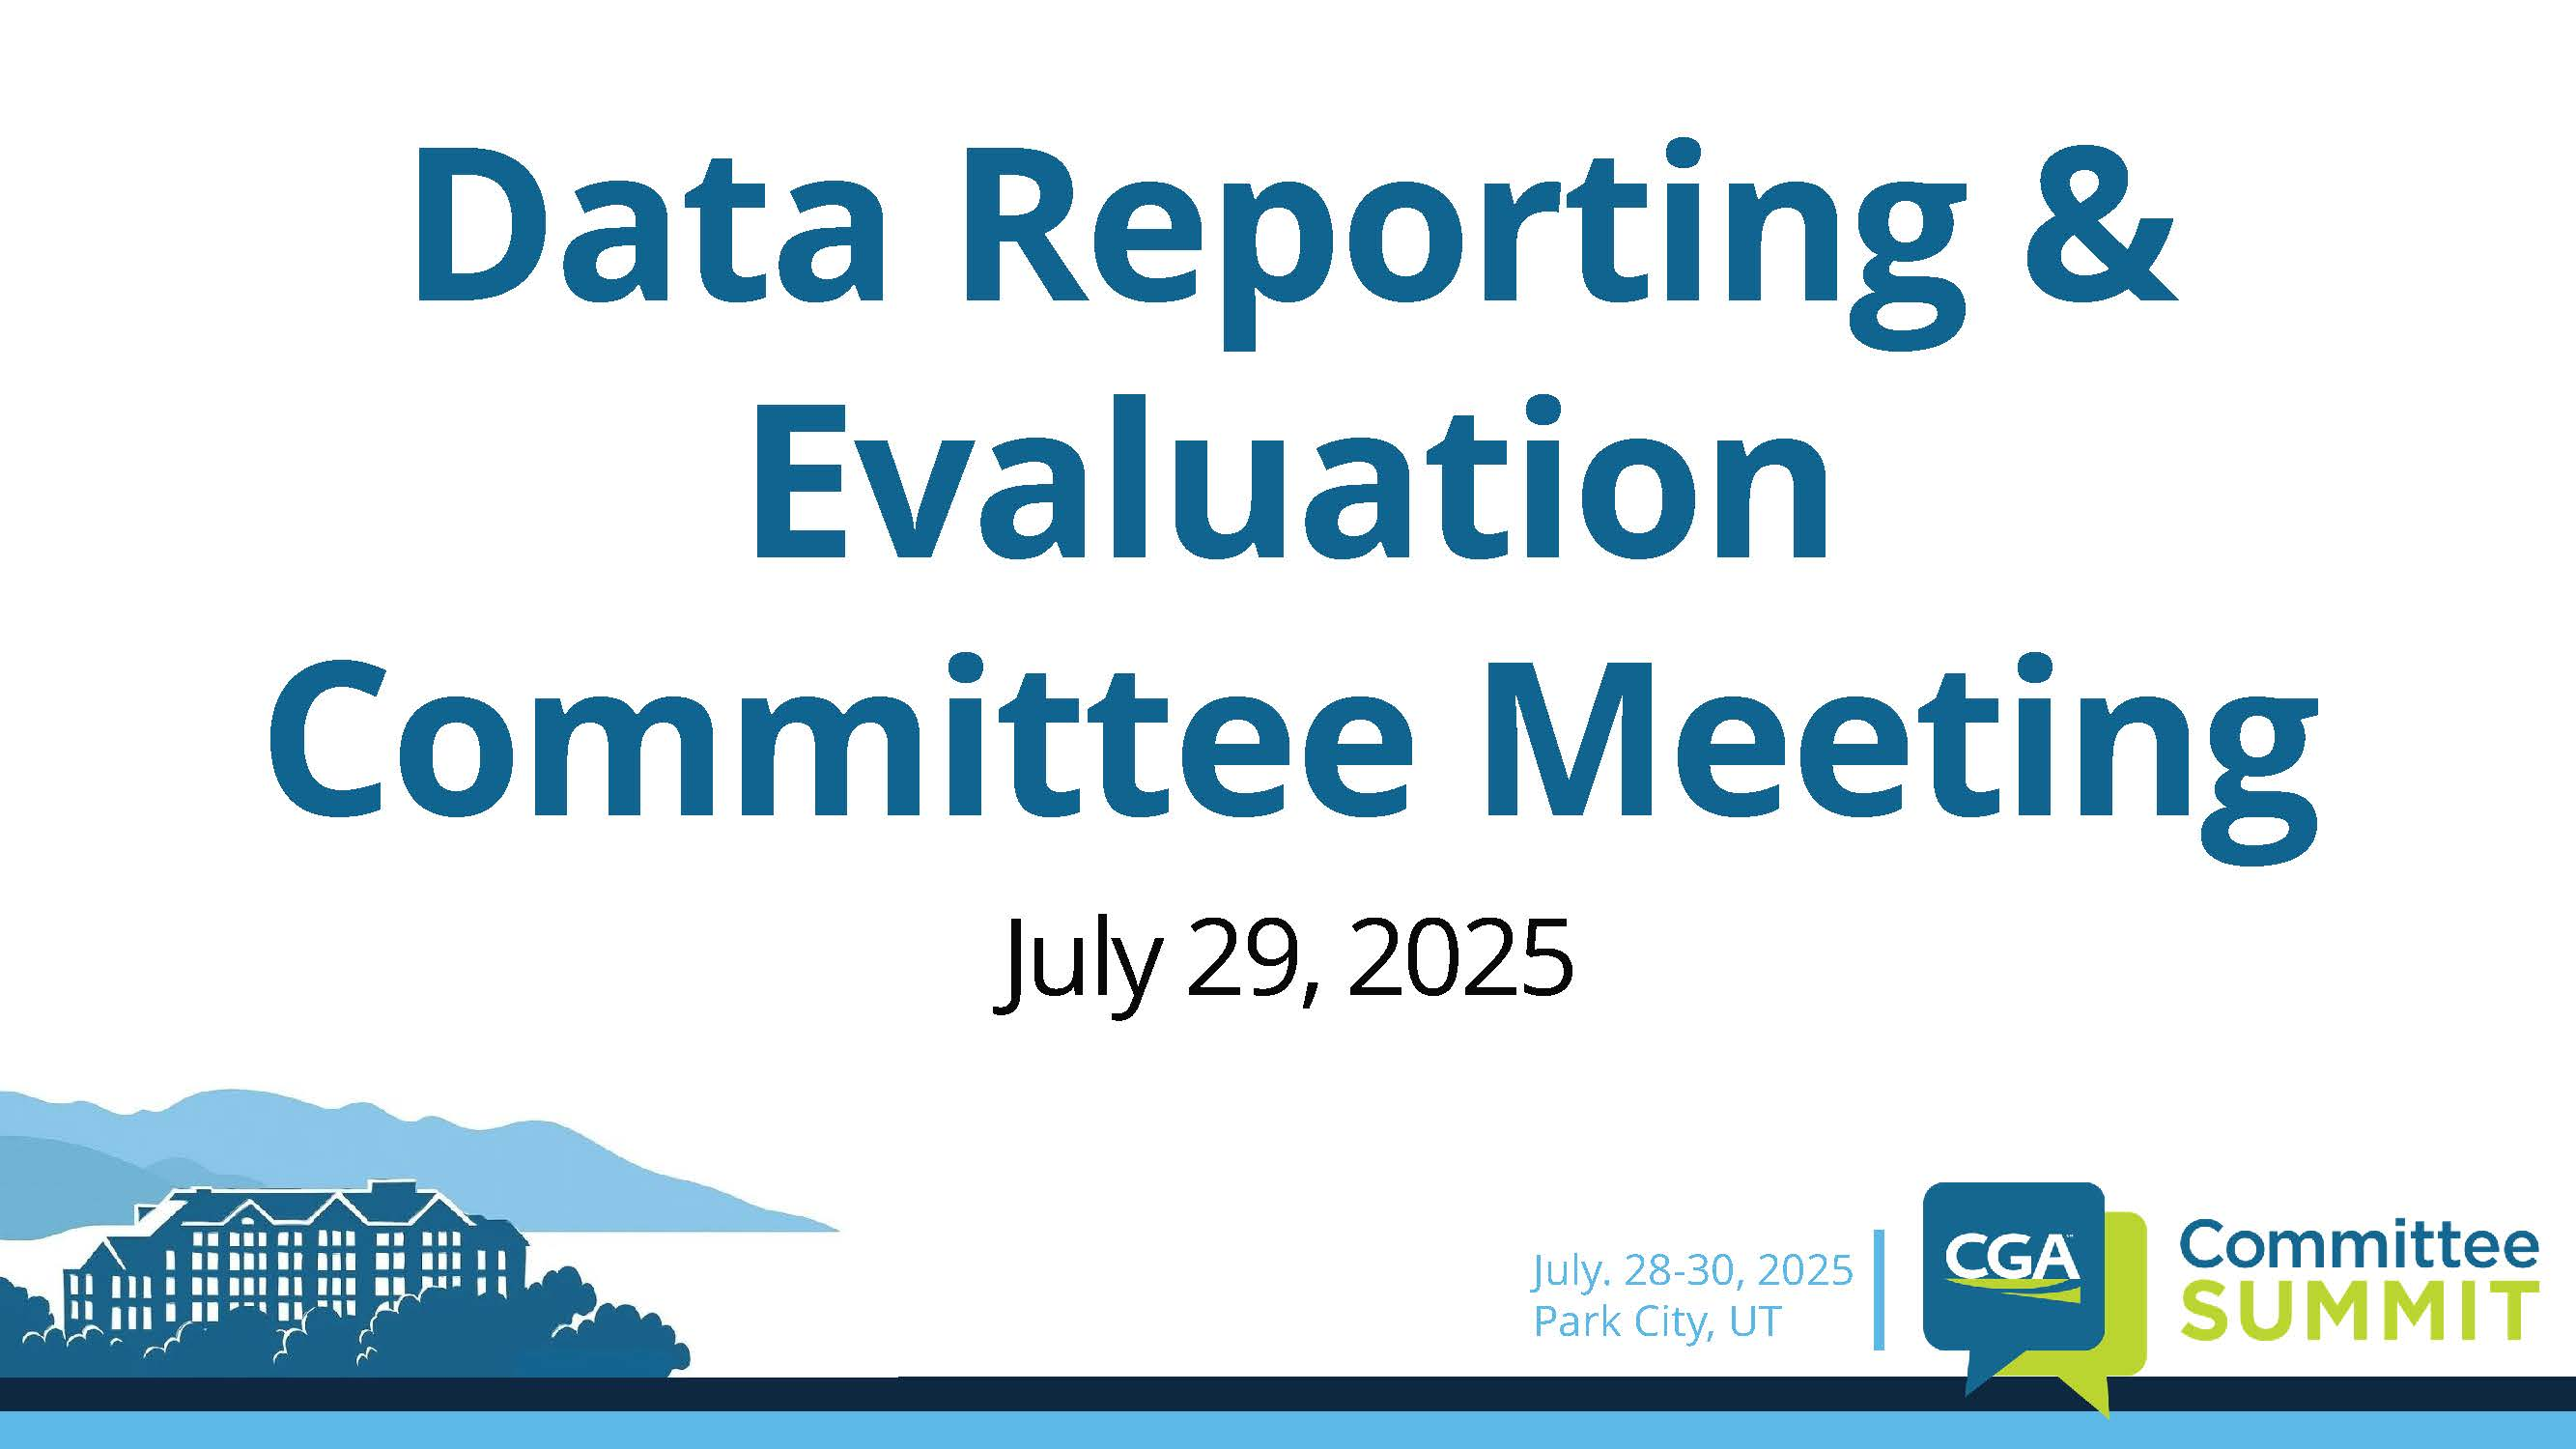 Data Reporting &
Evaluation
Committee Meeting
July 29, 2025
July. 28-30, 2025
Park City, UT
CGA
Committee
SUMMIT